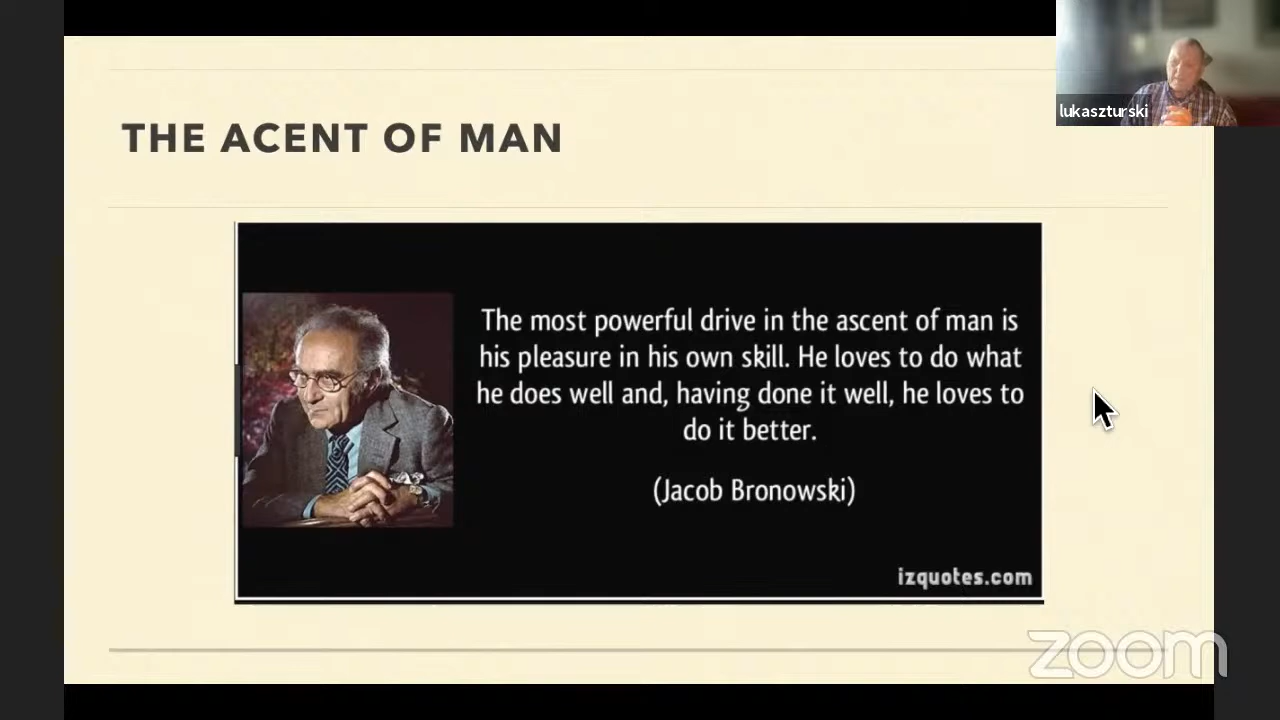 lukaszturski
THE ACENT OF MAN
The most powerful drive in the ascent of man is
his pleasure in his own skill. He loves to do what
he does well and, having done it well, he loves to
do it better.
(Jacob Bronowski)
izquotes.com
zoom